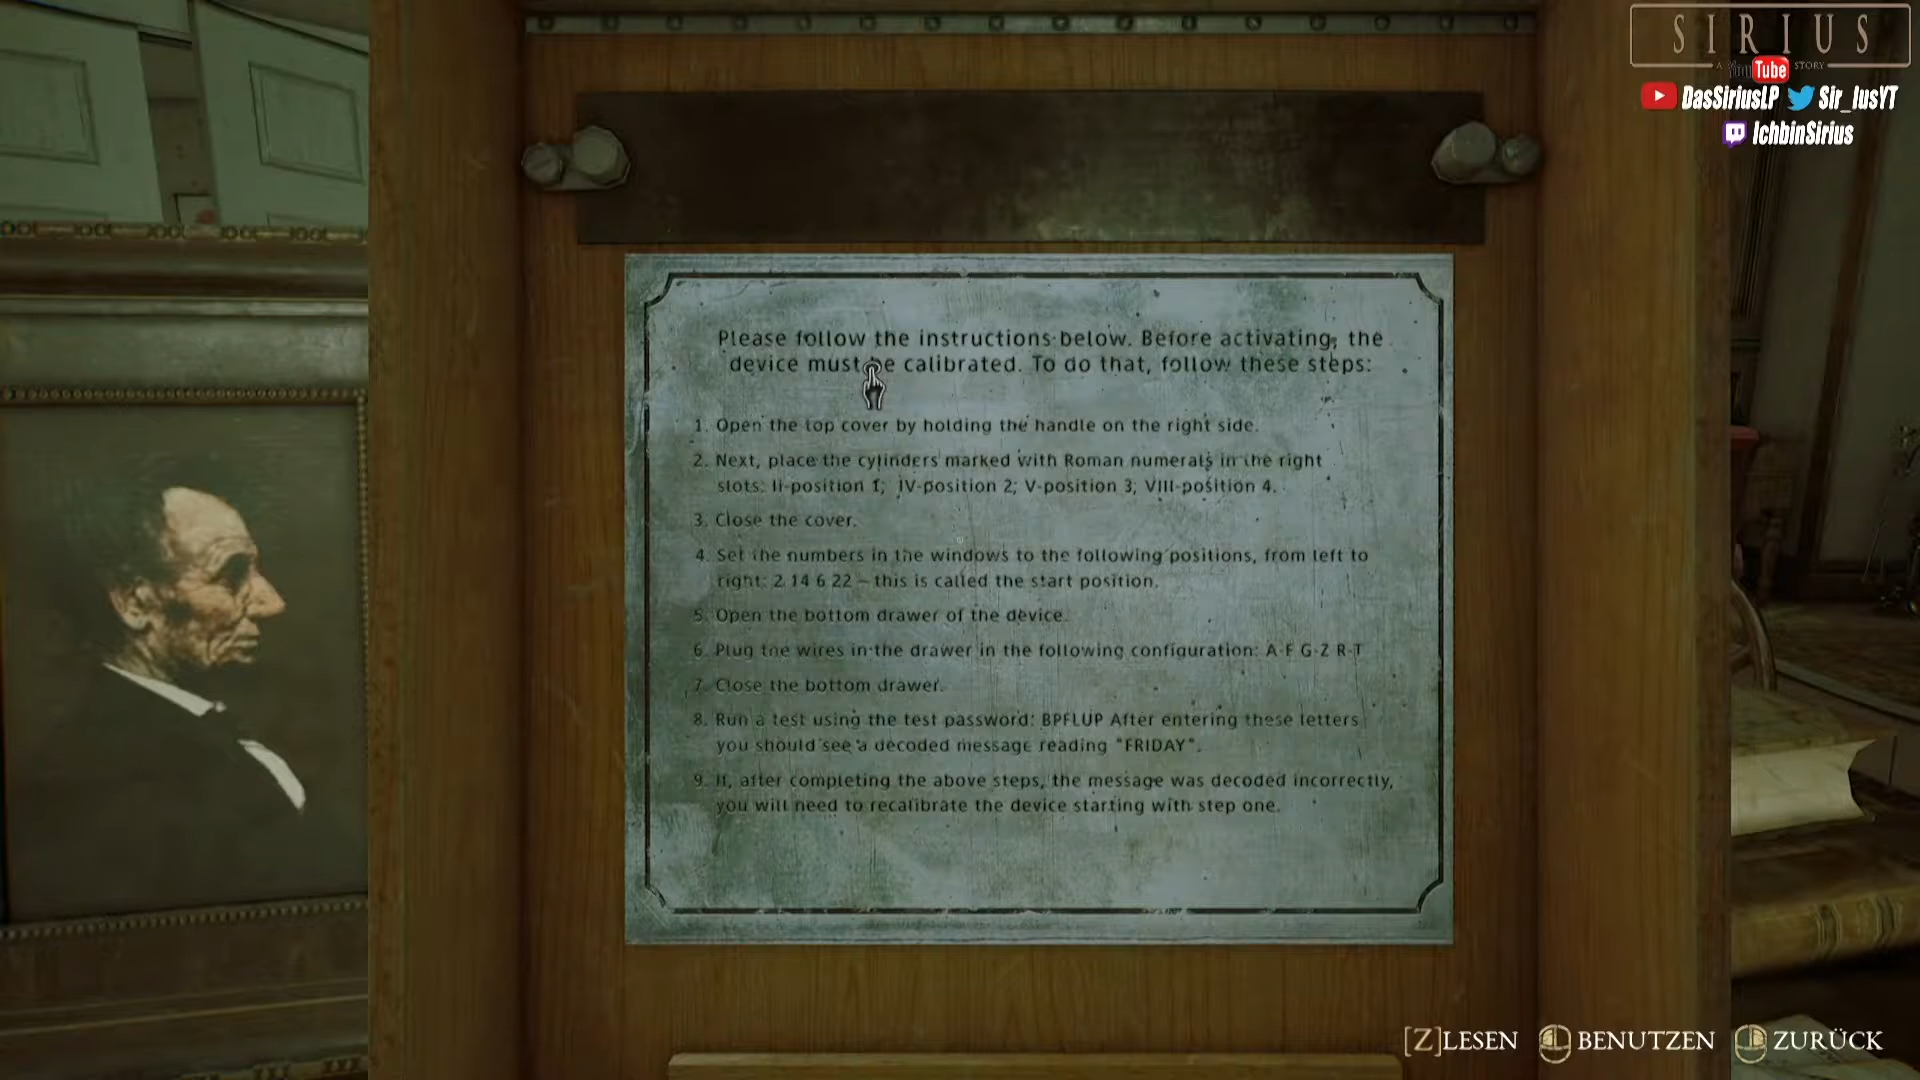 SIRIUS
A YouTube STORY
DasSiriusLP Sir_IusYT
IchbinSirius
Please follow the instructions below. Before activating, the
device must be calibrated. To do that, follow these steps:
1. Open the top cover by holding the handle on the right side.
2. Next, place the cylinders marked with Roman numerals in the right
slots: II-position 1; IV-position 2; V-position 3; VIII-position 4.
3. Close the cover.
4. Set the numbers in the windows to the following positions, from left to
right: 2 14 6 22 – this is called the start position.
5. Open the bottom drawer of the device.
6. Plug the wires in the drawer in the following configuration: A-F G-Z R-T
7. Close the bottom drawer.
8. Run a test using the test password: BPFLUP After entering these letters
you should see a decoded message reading "FRIDAY".
9. If, after completing the above steps, the message was decoded incorrectly,
you will need to recalibrate the device starting with step one.
[Z]LESEN BENUTZEN ZURÜCK